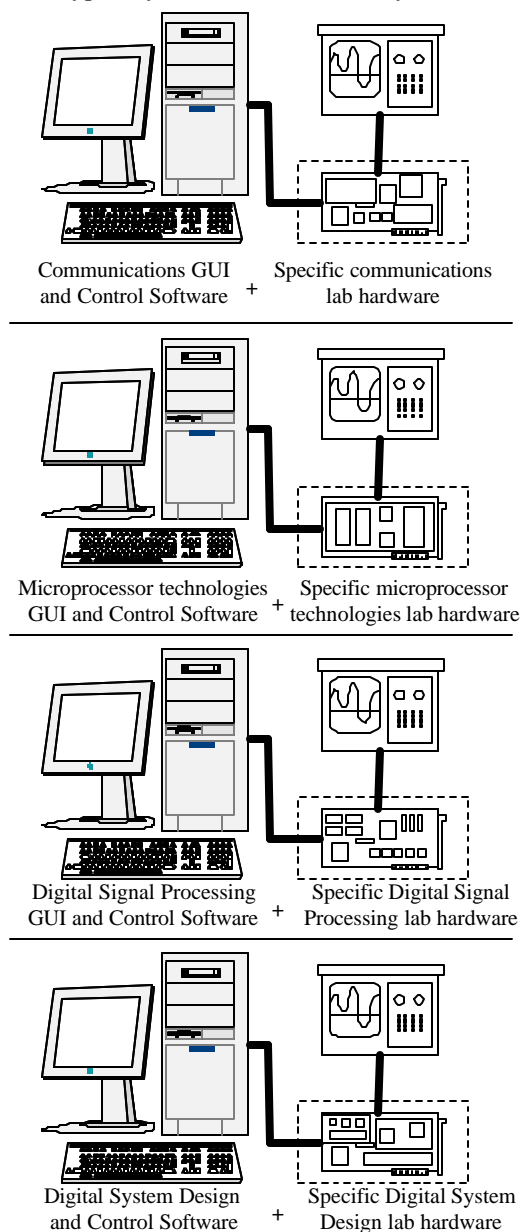 Communications GUI
and Control Software
+
Specific communications
lab hardware
Microprocessor technologies
GUI and Control Software
+
Specific microprocessor
technologies lab hardware
Digital Signal Processing
GUI and Control Software
+
Specific Digital Signal
Processing lab hardware
Digital System Design
and Control Software
+
Specific Digital System
Design lab hardware